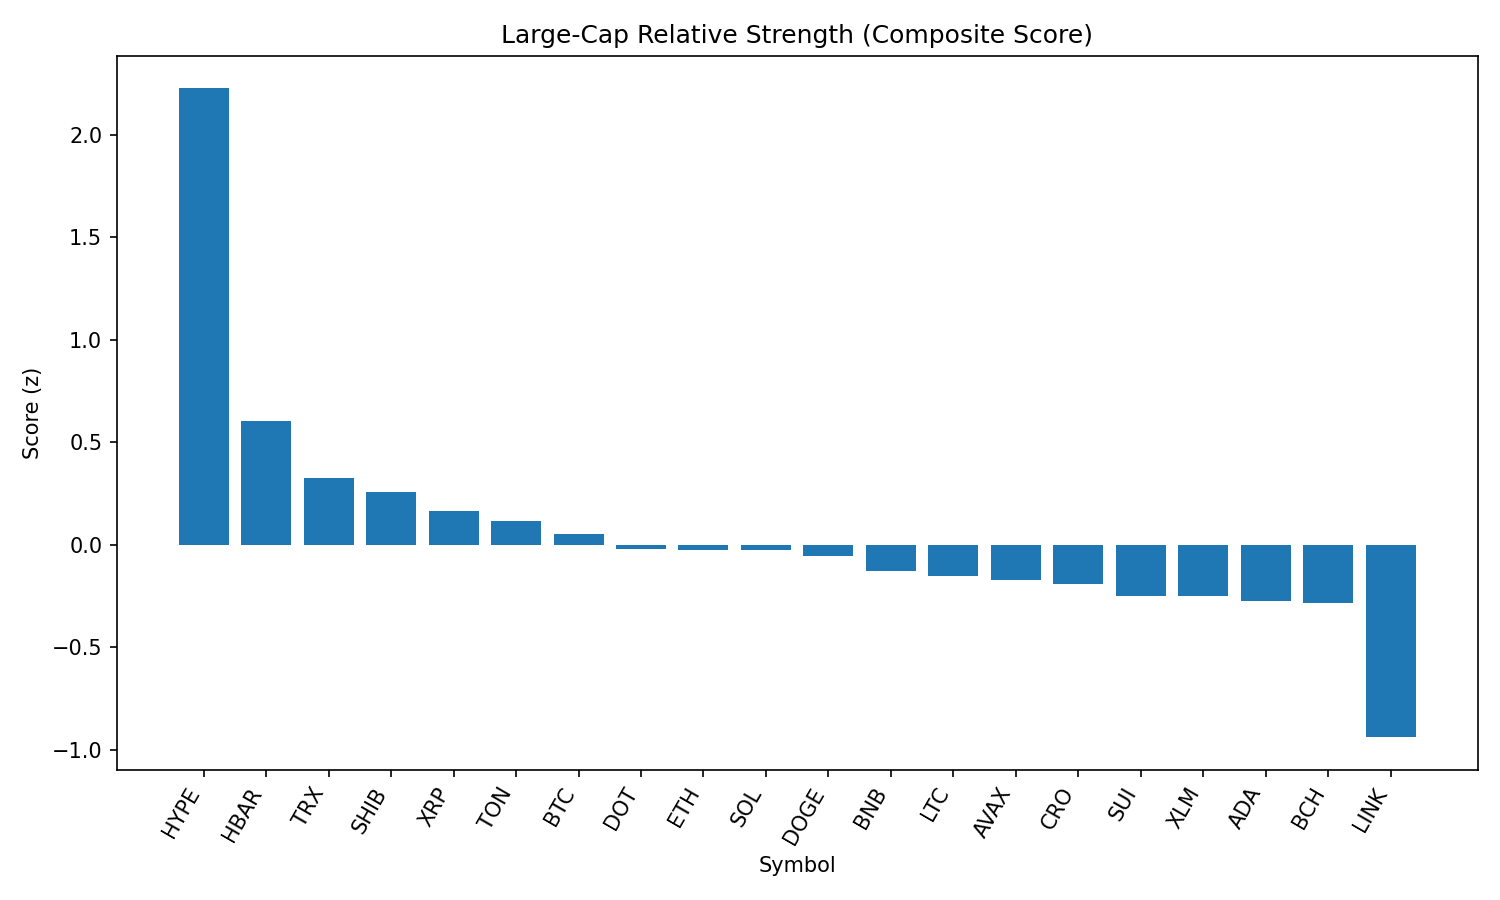 Large-Cap Relative Strength (Composite Score)
Score (z)
2.0
1.5
1.0
0.5
0.0
−0.5
−1.0
HYPE
HBAR
TRX
SHIB
XRP
TON
BTC
DOT
ETH
SOL
DOGE
BNB
LTC
AVAX
CRO
SUI
XLM
ADA
BCH
LINK
Symbol